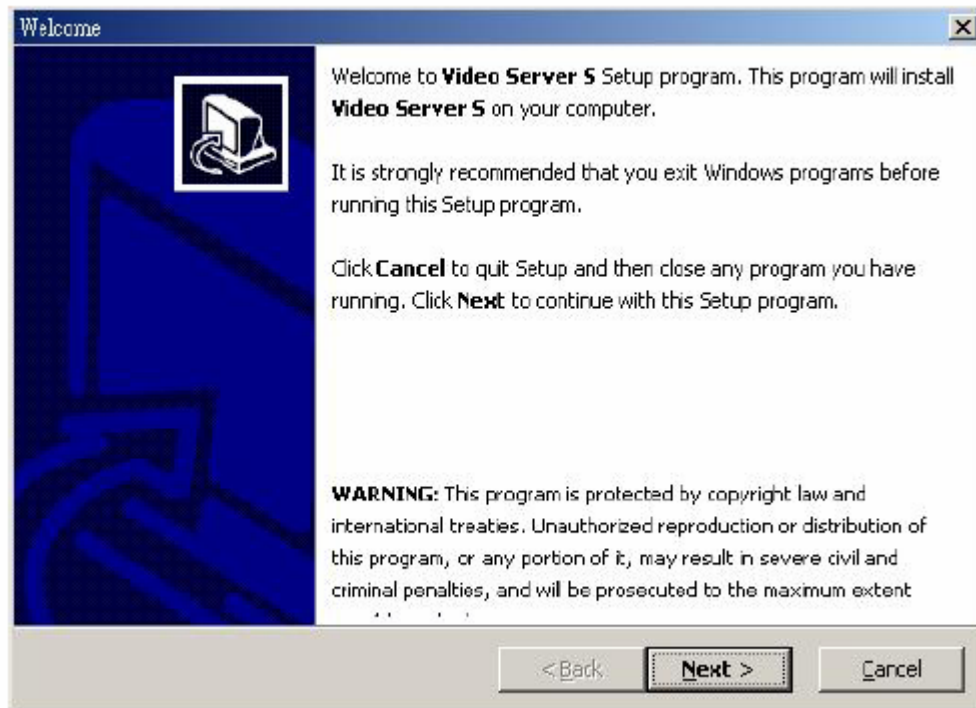 Welcome
Welcome to Video Server S Setup program. This program will install
Video Server S on your computer.
It is strongly recommended that you exit Windows programs before
running this Setup program.
Click Cancel to quit Setup and then close any program you have
running. Click Next to continue with this Setup program.
WARNING: This program is protected by copyright law and
international treaties. Unauthorized reproduction or distribution of
this program, or any portion of it, may result in severe civil and
criminal penalties, and will be prosecuted to the maximum extent
< Back
Next >
Cancel